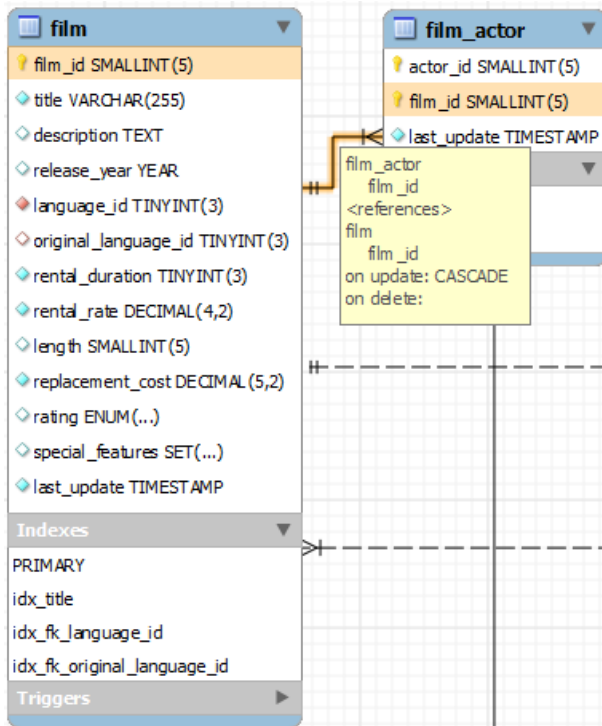 film
film_id SMALLINT(5)
title VARCHAR(255)
description TEXT
release_year YEAR
language_id TINYINT(3)
original_language_id TINYINT(3)
rental_duration TINYINT(3)
rental_rate DECIMAL(4,2)
length SMALLINT(5)
replacement_cost DECIMAL(5,2)
rating ENUM(...)
special_features SET(...)
last_update TIMESTAMP
Indexes
PRIMARY
idx_title
idx_fk_language_id
idx_fk_original_language_id
Triggers
film_actor
actor_id SMALLINT(5)
film_id SMALLINT(5)
last_update TIMESTAMP
film_actor
film_id
<references>
film
film_id
on update: CASCADE
on delete: